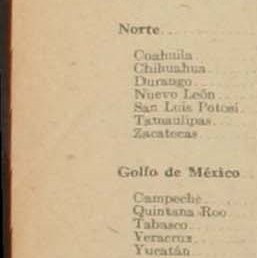 Norte
Coahuila
Chihuahua
Durango
Nuevo León
San Luis Potosí
Tamaulipas
Zacatecas
Golfo de México
Campeche
Quintana Roo
Tabasco
Veracruz
Yucatán